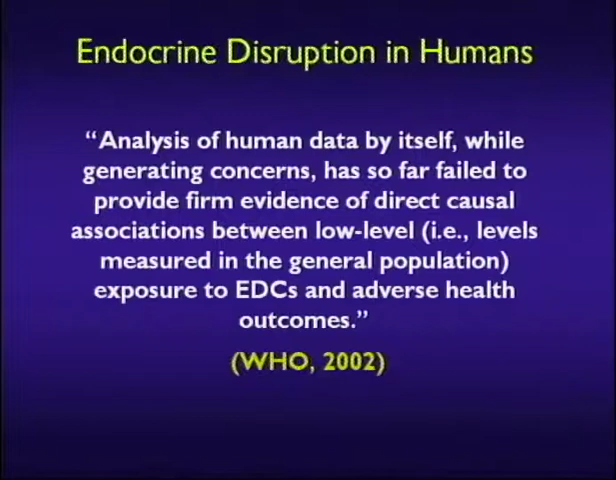 Endocrine Disruption in Humans
“Analysis of human data by itself, while
generating concerns, has so far failed to
provide firm evidence of direct causal
associations between low-level (i.e., levels
measured in the general population)
exposure to EDCs and adverse health
outcomes.”
(WHO, 2002)